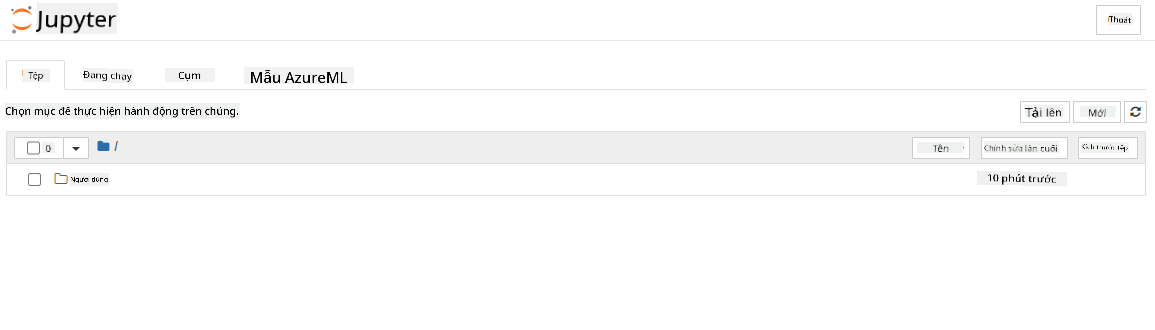 Jupyter
Thoát
Tệp Đang chạy Cụm Mẫu AzureML
Chọn mục để thực hiện hành động trên chúng.
Tải lên Mới
0 / Tên Chỉnh sửa lần cuối Kích thước tệp
Người dùng 10 phút trước